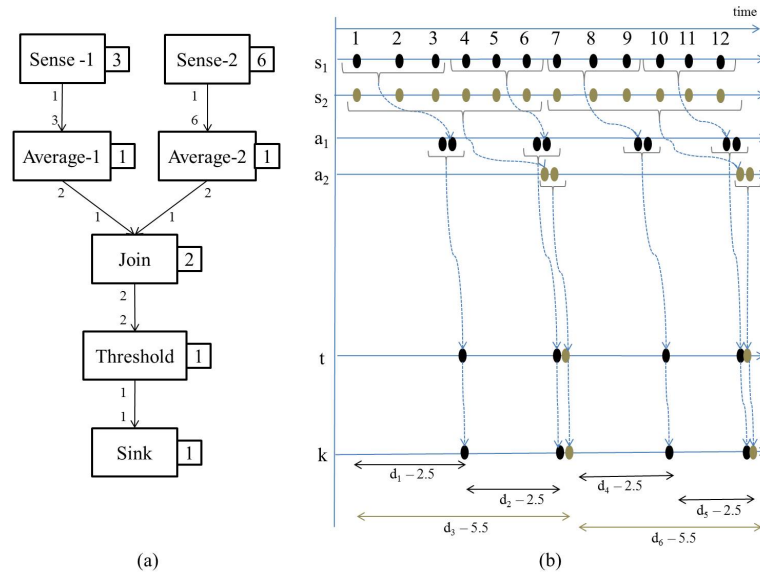 time
1 2 3 4 5 6 7 8 9 10 11 12
Sense -1 3
Sense-2 6
1 1
3 6
Average-1 1
Average-2 1
2 2
1 1
Join 2
2
2
Threshold 1
1
1
Sink 1
s1
s2
a1
a2
t
k
d1 – 2.5
d2 – 2.5
d4 – 2.5
d5 – 2.5
d3 – 5.5
d6 – 5.5
(a)
(b)